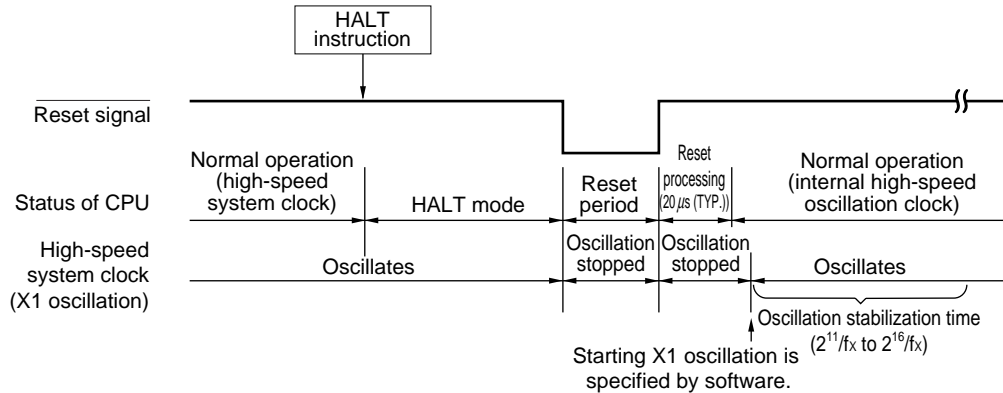 HALT
instruction
Reset signal
Status of CPU
Normal operation
(high-speed
system clock)
HALT mode
Reset
period
Reset
processing
(20 μs (TYP.))
Normal operation
(internal high-speed
oscillation clock)
High-speed
system clock
(X1 oscillation)
Oscillates
Oscillation
stopped
Oscillation
stopped
Oscillates
Oscillation stabilization time
(2¹¹/fx to 2¹⁶/fx)
Starting X1 oscillation is
specified by software.